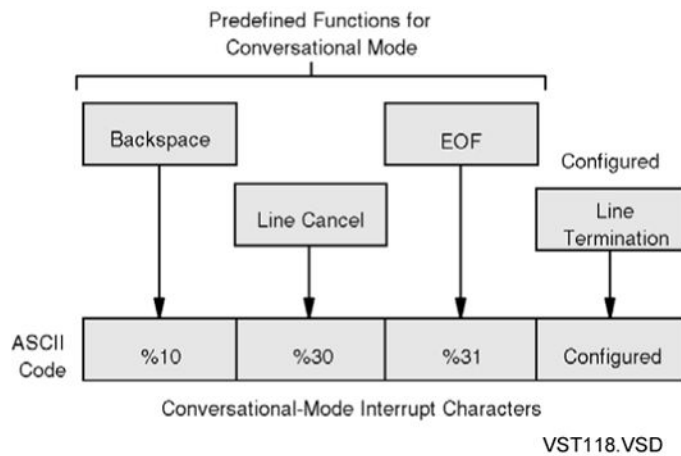 Predefined Functions for
Conversational Mode
Backspace
EOF
Configured
Line Cancel
Line
Termination
ASCII
Code
%10
%30
%31
Configured
Conversational-Mode Interrupt Characters
VST118.VSD